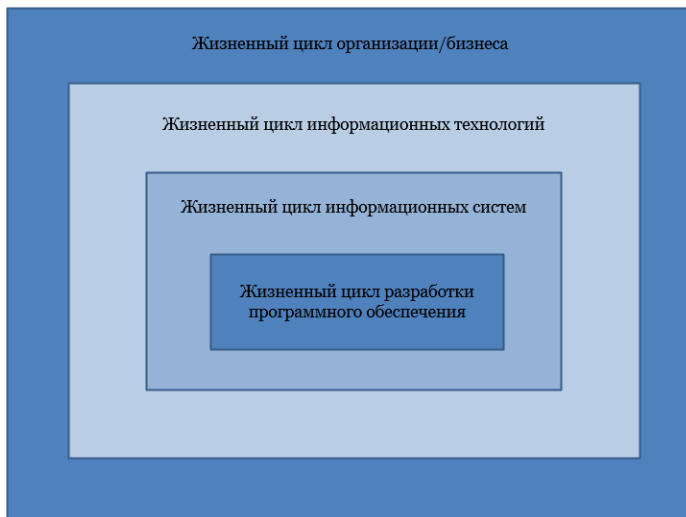 Жизненный цикл организации/бизнеса
Жизненный цикл информационных технологий
Жизненный цикл информационных систем
Жизненный цикл разработки
программного обеспечения